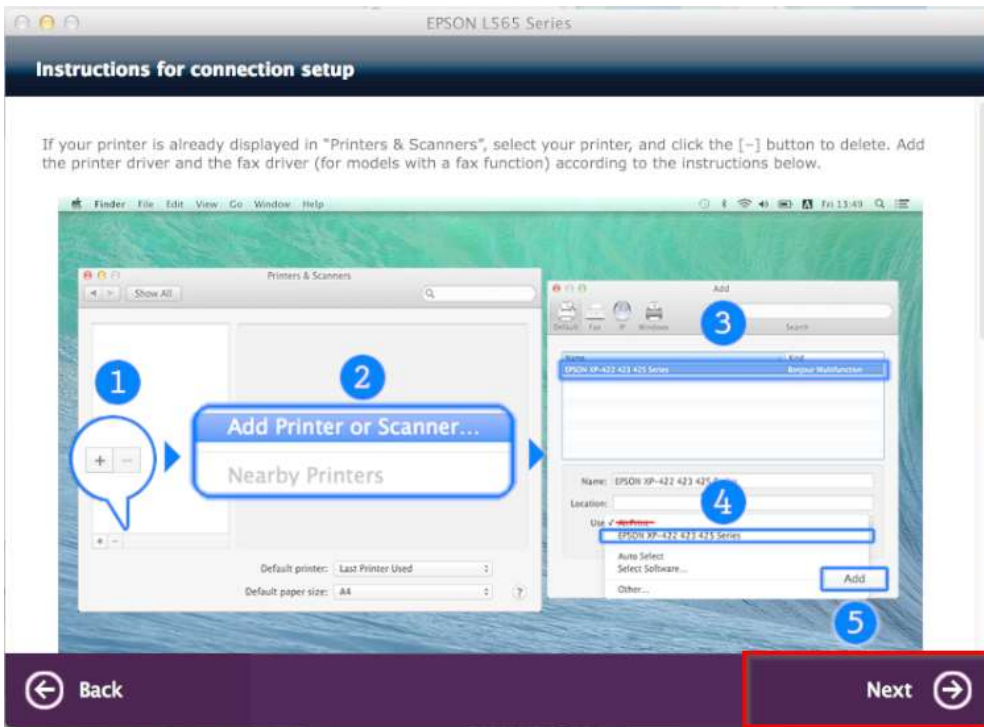 EPSON L565 Series
Instructions for connection setup
If your printer is already displayed in "Printers & Scanners", select your printer, and click the [-] button to delete. Add
the printer driver and the fax driver (for models with a fax function) according to the instructions below.
Finder File Edit View Go Window Help
Fri 13:49
Printers & Scanners
Show All
Add
Default Fax IP Windows
Search
3
Name Kind
EPSON XP-422 423 425 Series Bonjour Multifunction
1
2
Add Printer or Scanner...
Nearby Printers
+ -
+ -
Name: EPSON XP-422 423 425
Location:
4
Use ✓ AirPrint
EPSON XP-422 423 425 Series
Auto Select
Select Software...
Other...
Add
Default printer: Last Printer Used
Default paper size: A4
?
5
Back
Next